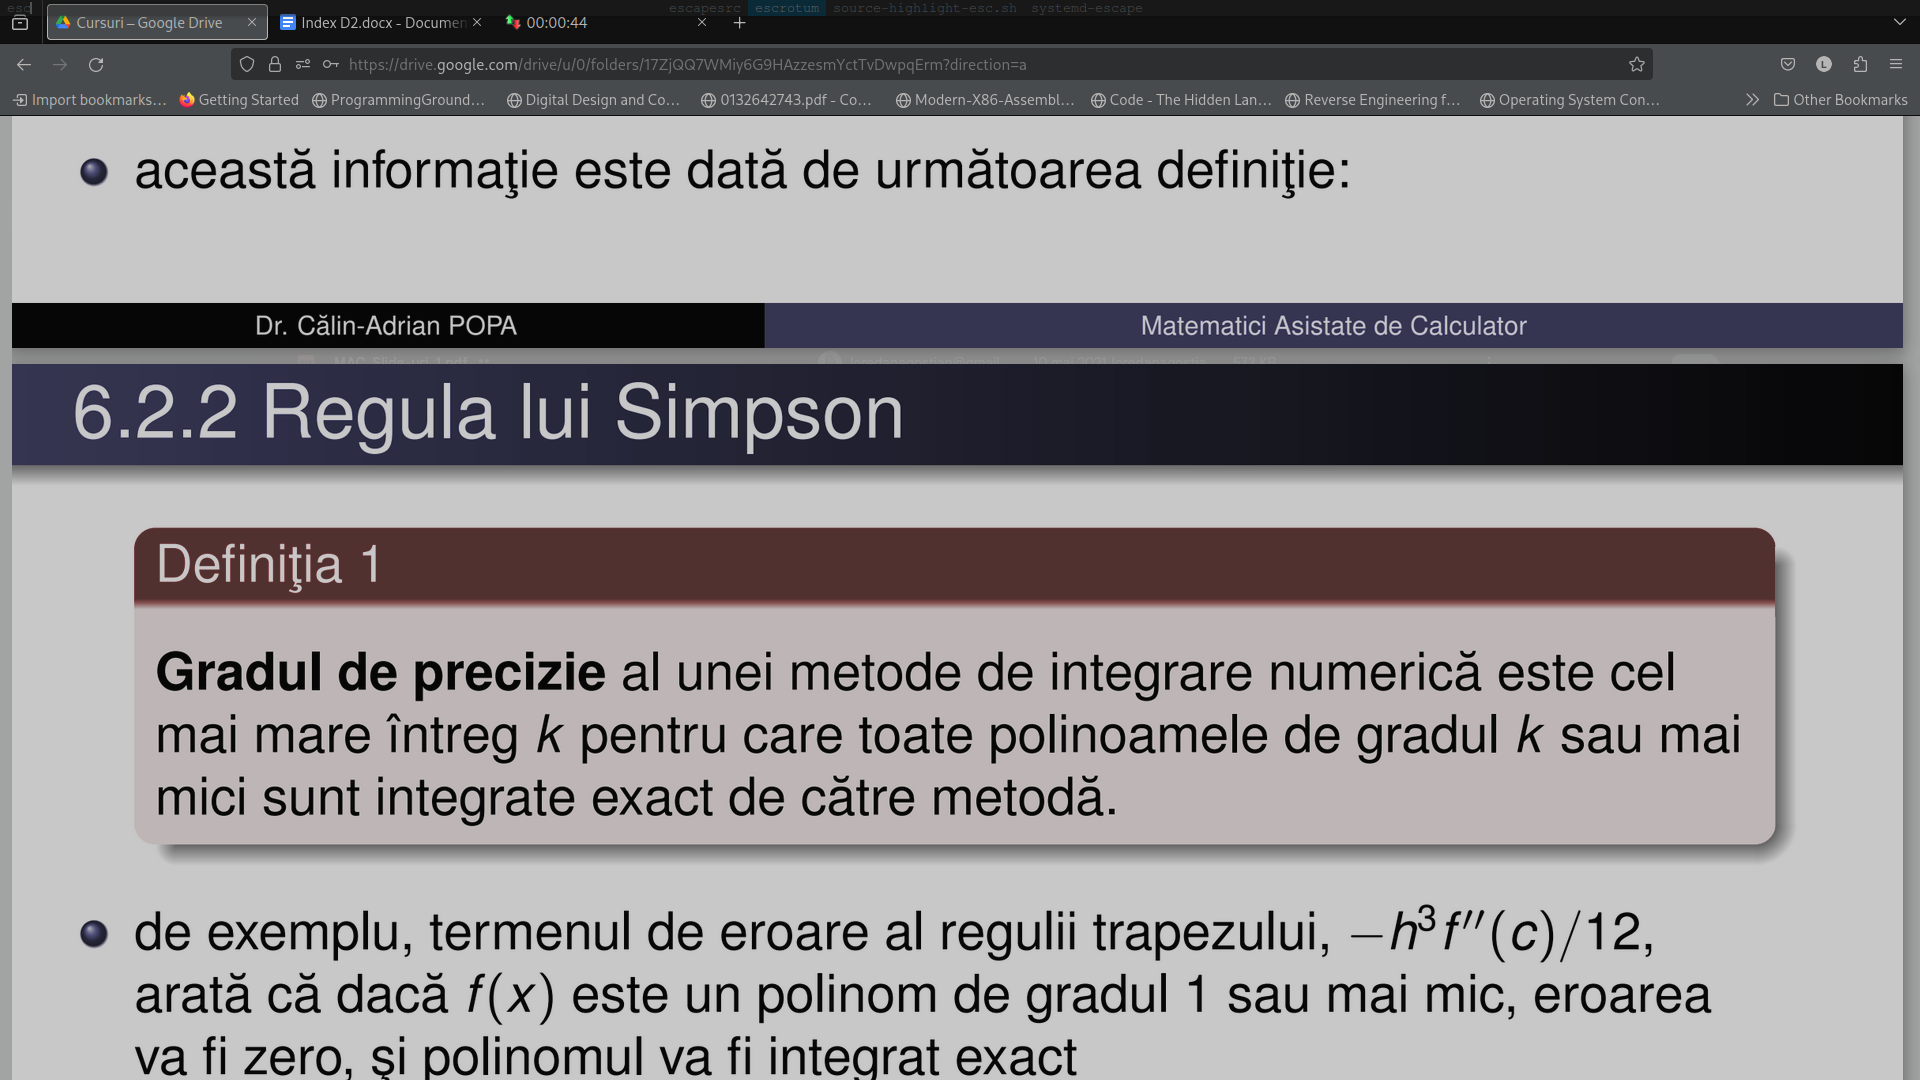 esc escapesrc escrotum source-highlight-esc.sh systemd-escape
Cursuri – Google Drive Index D2.docx - Documen 00:00:44
https://drive.google.com/drive/u/0/folders/17ZjQQ7WMiy6G9HAzzesmYctTvDwpqErm?direction=a L
Import bookmarks... Getting Started ProgrammingGround... Digital Design and Co... 0132642743.pdf - Co... Modern-X86-Assembl... Code - The Hidden Lan... Reverse Engineering f... Operating System Con... Other Bookmarks
această informaţie este dată de următoarea definiţie:
Dr. Călin-Adrian POPA Matematici Asistate de Calculator
6.2.2 Regula lui Simpson
Definiţia 1
Gradul de precizie al unei metode de integrare numerică este cel
mai mare întreg k pentru care toate polinoamele de gradul k sau mai
mici sunt integrate exact de către metodă.
de exemplu, termenul de eroare al regulii trapezului, −h³f″(c)/12,
arată că dacă f(x) este un polinom de gradul 1 sau mai mic, eroarea
va fi zero, şi polinomul va fi integrat exact